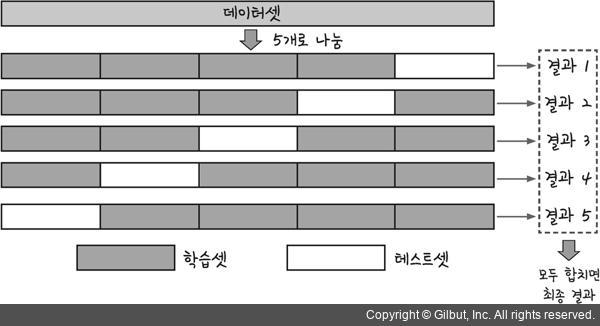 데이터셋
5개로 나눔
결과 1
결과 2
결과 3
결과 4
결과 5
학습셋
테스트셋
모두 합치면
최종 결과
Copyright © Gilbut, Inc. All rights reserved.